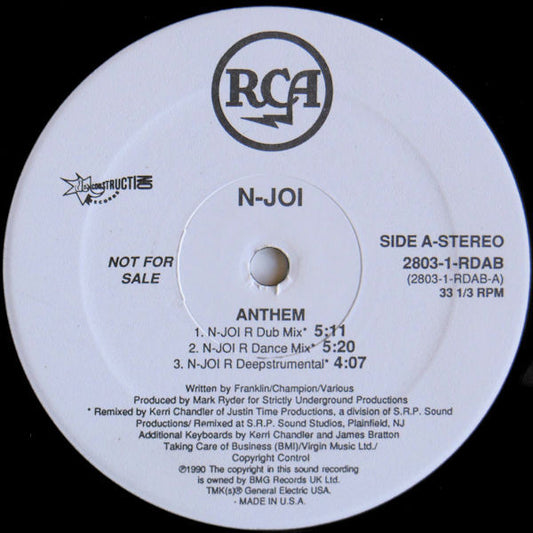 RCA
DeCONSTRUCTION
RECORDS
N-JOI
NOT FOR
SALE
SIDE A-STEREO
2803-1-RDAB
(2803-1-RDAB-A)
33 1/3 RPM
ANTHEM
1. N-JOI R Dub Mix* 5:11
2. N-JOI R Dance Mix* 5:20
3. N-JOI R Deepstrumental* 4:07
Written by Franklin/Champion/Various
Produced by Mark Ryder for Strictly Underground Productions
* Remixed by Kerri Chandler of Justin Time Productions, a division of S.R.P. Sound
Productions/ Remixed at S.R.P. Sound Studios, Plainfield, NJ
Additional Keyboards by Kerri Chandler and James Bratton
Taking Care of Business (BMI)/Virgin Music Ltd./
Copyright Control
℗1990 The copyright in this sound recording
is owned by BMG Records UK Ltd.
TMK(s)® General Electric USA.
- MADE IN U.S.A.